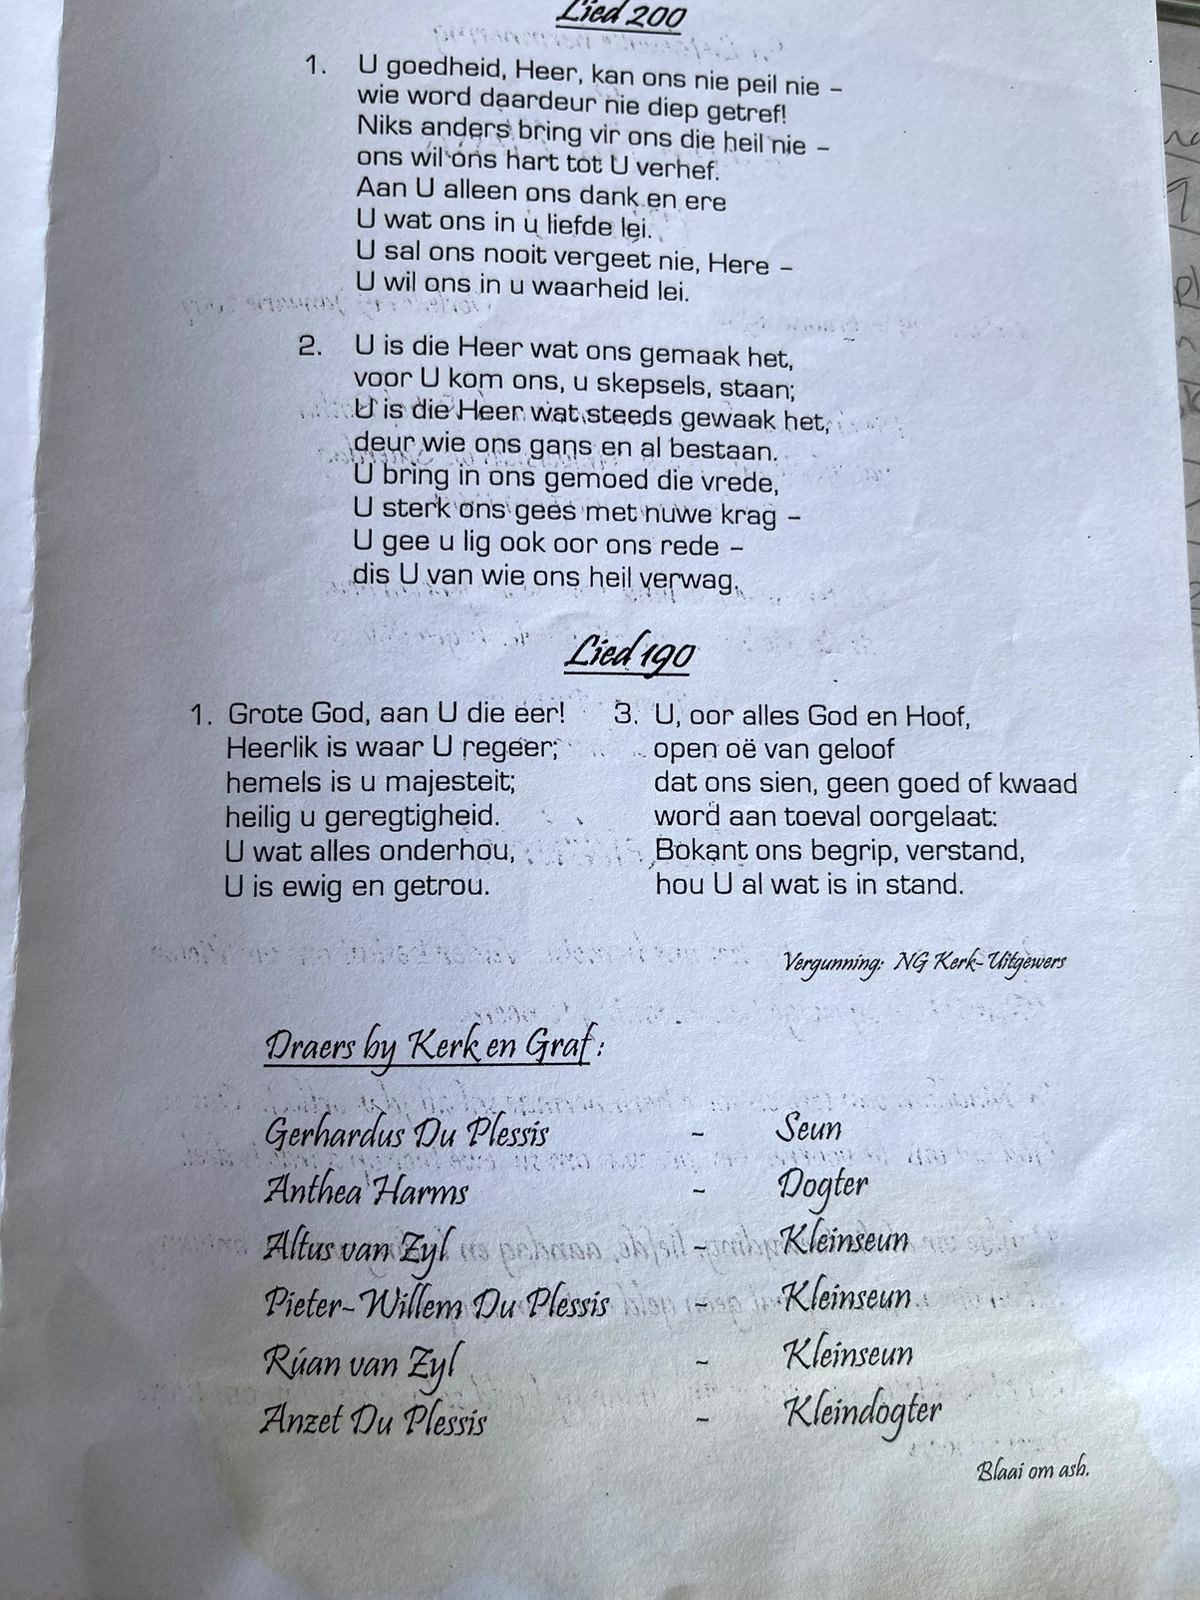 Lied 200
1. U goedheid, Heer, kan ons nie peil nie –
wie word daardeur nie diep getref!
Niks anders bring vir ons die heil nie –
ons wil ons hart tot U verhef.
Aan U alleen ons dank en ere
U wat ons in u liefde lei.
U sal ons nooit vergeet nie, Here –
U wil ons in u waarheid lei.
2. U is die Heer wat ons gemaak het,
voor U kom ons, u skepsels, staan;
U is die Heer wat steeds gewaak het,
deur wie ons gans en al bestaan.
U bring in ons gemoed die vrede,
U sterk ons gees met nuwe krag –
U gee u lig ook oor ons rede –
dis U van wie ons heil verwag.
Lied 190
1. Grote God, aan U die eer!
Heerlik is waar U regeer;
hemels is u majesteit;
heilig u geregtigheid.
U wat alles onderhou,
U is ewig en getrou.
3. U, oor alles God en Hoof,
open oë van geloof
dat ons sien, geen goed of kwaad
word aan toeval oorgelaat:
Bokant ons begrip, verstand,
hou U al wat is in stand.
Vergunning: NG Kerk-Uitgewers
Draers by Kerk en Graf:
Gerhardus Du Plessis - Seun
Anthea Harms - Dogter
Altus van Zyl - Kleinseun
Pieter-Willem Du Plessis - Kleinseun
Rúan van Zyl - Kleinseun
Anzet Du Plessis - Kleindogter
Blaai om asb.